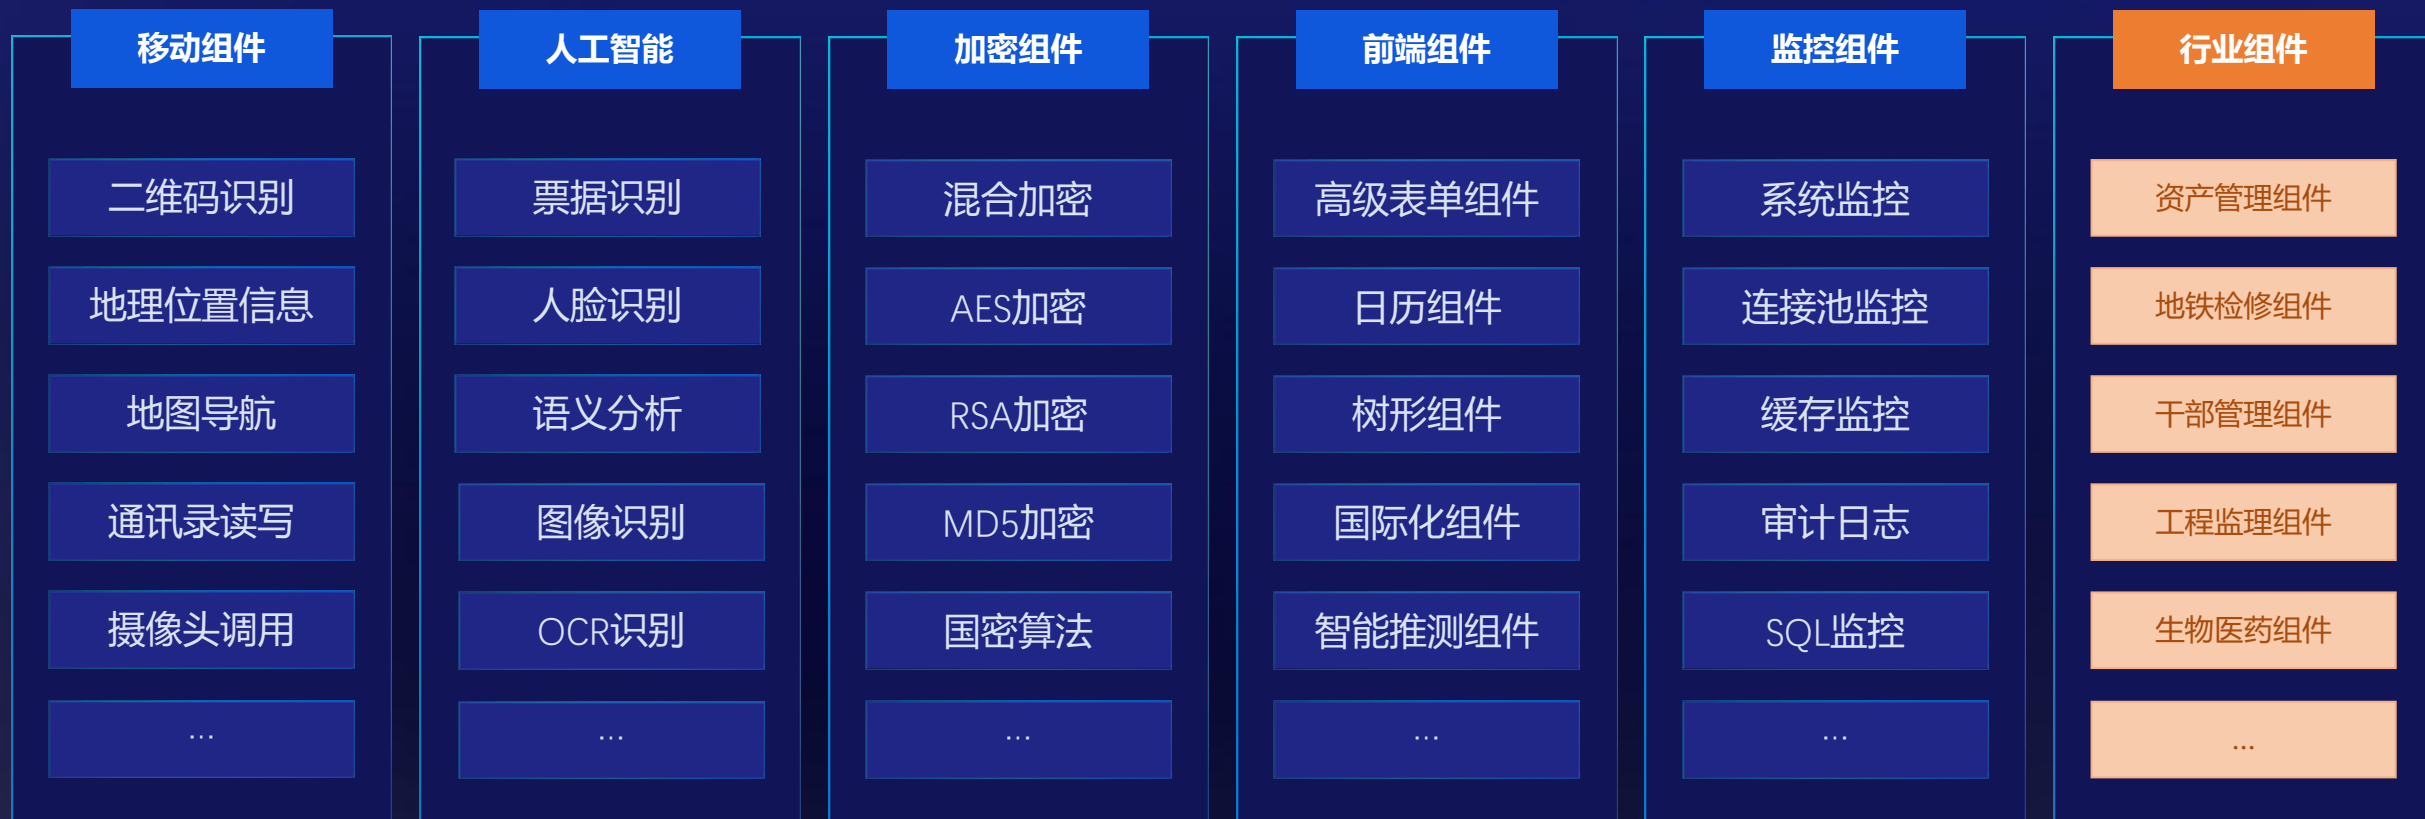 移动组件
二维码识别
地理位置信息
地图导航
通讯录读写
摄像头调用
...
人工智能
票据识别
人脸识别
语义分析
图像识别
OCR识别
...
加密组件
混合加密
AES加密
RSA加密
MD5加密
国密算法
...
前端组件
高级表单组件
日历组件
树形组件
国际化组件
智能推测组件
...
监控组件
系统监控
连接池监控
缓存监控
审计日志
SQL监控
...
行业组件
资产管理组件
地铁检修组件
干部管理组件
工程监理组件
生物医药组件
...